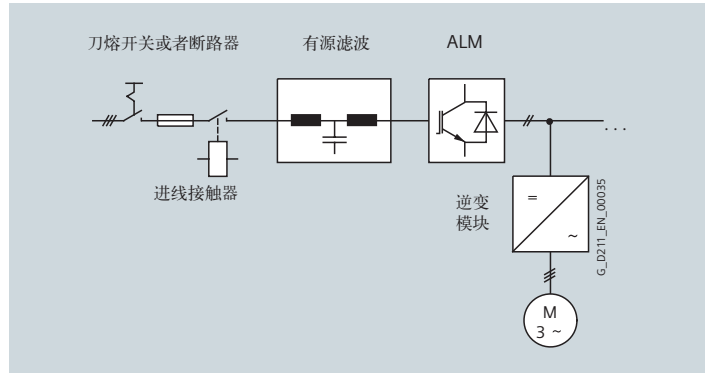 刀熔开关或者断路器
有源滤波
ALM
进线接触器
...
逆变
模块
=
~
G_D211_EN_00035
M
3 ~